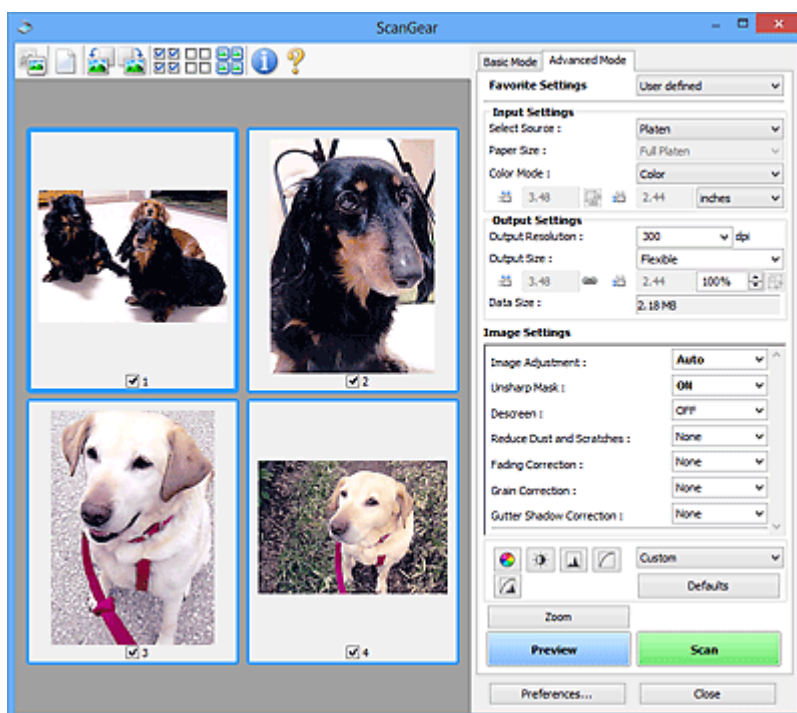 ScanGear
Basic Mode Advanced Mode
Favorite Settings User defined
Input Settings
Select Source : Platen
Paper Size : Full Platen
Color Mode : Color
3.48 2.44 inches
Output Settings
Output Resolution : 300 dpi
Output Size : Flexible
3.48 2.44 100%
Data Size : 2.18 MB
Image Settings
Image Adjustment : Auto
Unsharp Mask : ON
Descreen : OFF
Reduce Dust and Scratches : None
Fading Correction : None
Grain Correction : None
Gutter Shadow Correction : None
Custom
Defaults
Zoom
Preview Scan
Preferences... Close
1 2
3 4